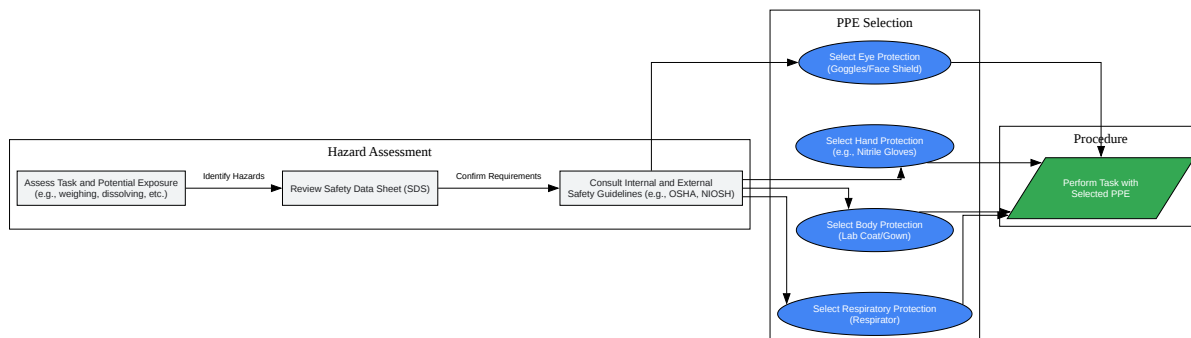 PPE Selection
Select Eye Protection
(Goggles/Face Shield)
Select Hand Protection
(e.g., Nitrile Gloves)
Select Body Protection
(Lab Coat/Gown)
Select Respiratory Protection
(Respirator)
Hazard Assessment
Assess Task and Potential Exposure
(e.g., weighing, dissolving, etc.)
Identify Hazards
Review Safety Data Sheet (SDS)
Confirm Requirements
Consult Internal and External
Safety Guidelines (e.g., OSHA, NIOSH)
Procedure
Perform Task with
Selected PPE